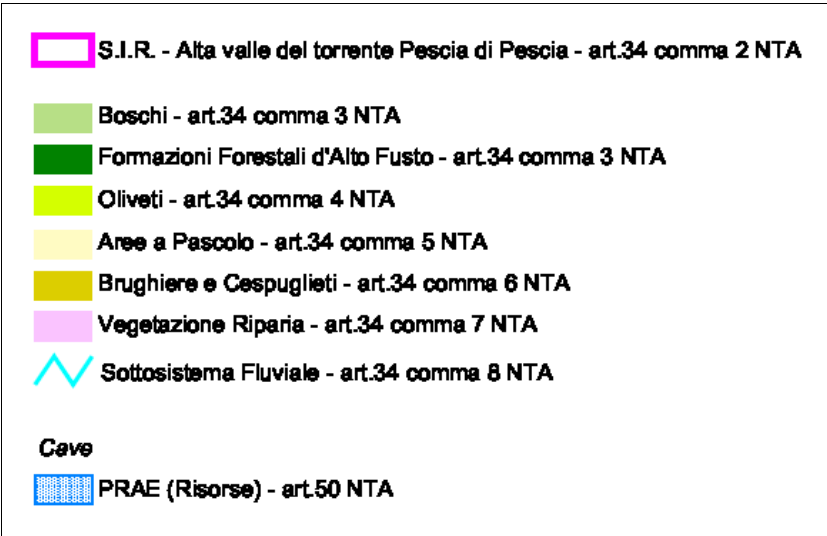 S.I.R. - Alta valle del torrente Pescia di Pescia - art.34 comma 2 NTA
Boschi - art.34 comma 3 NTA
Formazioni Forestali d'Alto Fusto - art.34 comma 3 NTA
Oliveti - art.34 comma 4 NTA
Aree a Pascolo - art.34 comma 5 NTA
Brughiere e Cespuglieti - art.34 comma 6 NTA
Vegetazione Riparia - art.34 comma 7 NTA
Sottosistema Fluviale - art.34 comma 8 NTA
Cave
PRAE (Risorse) - art.50 NTA